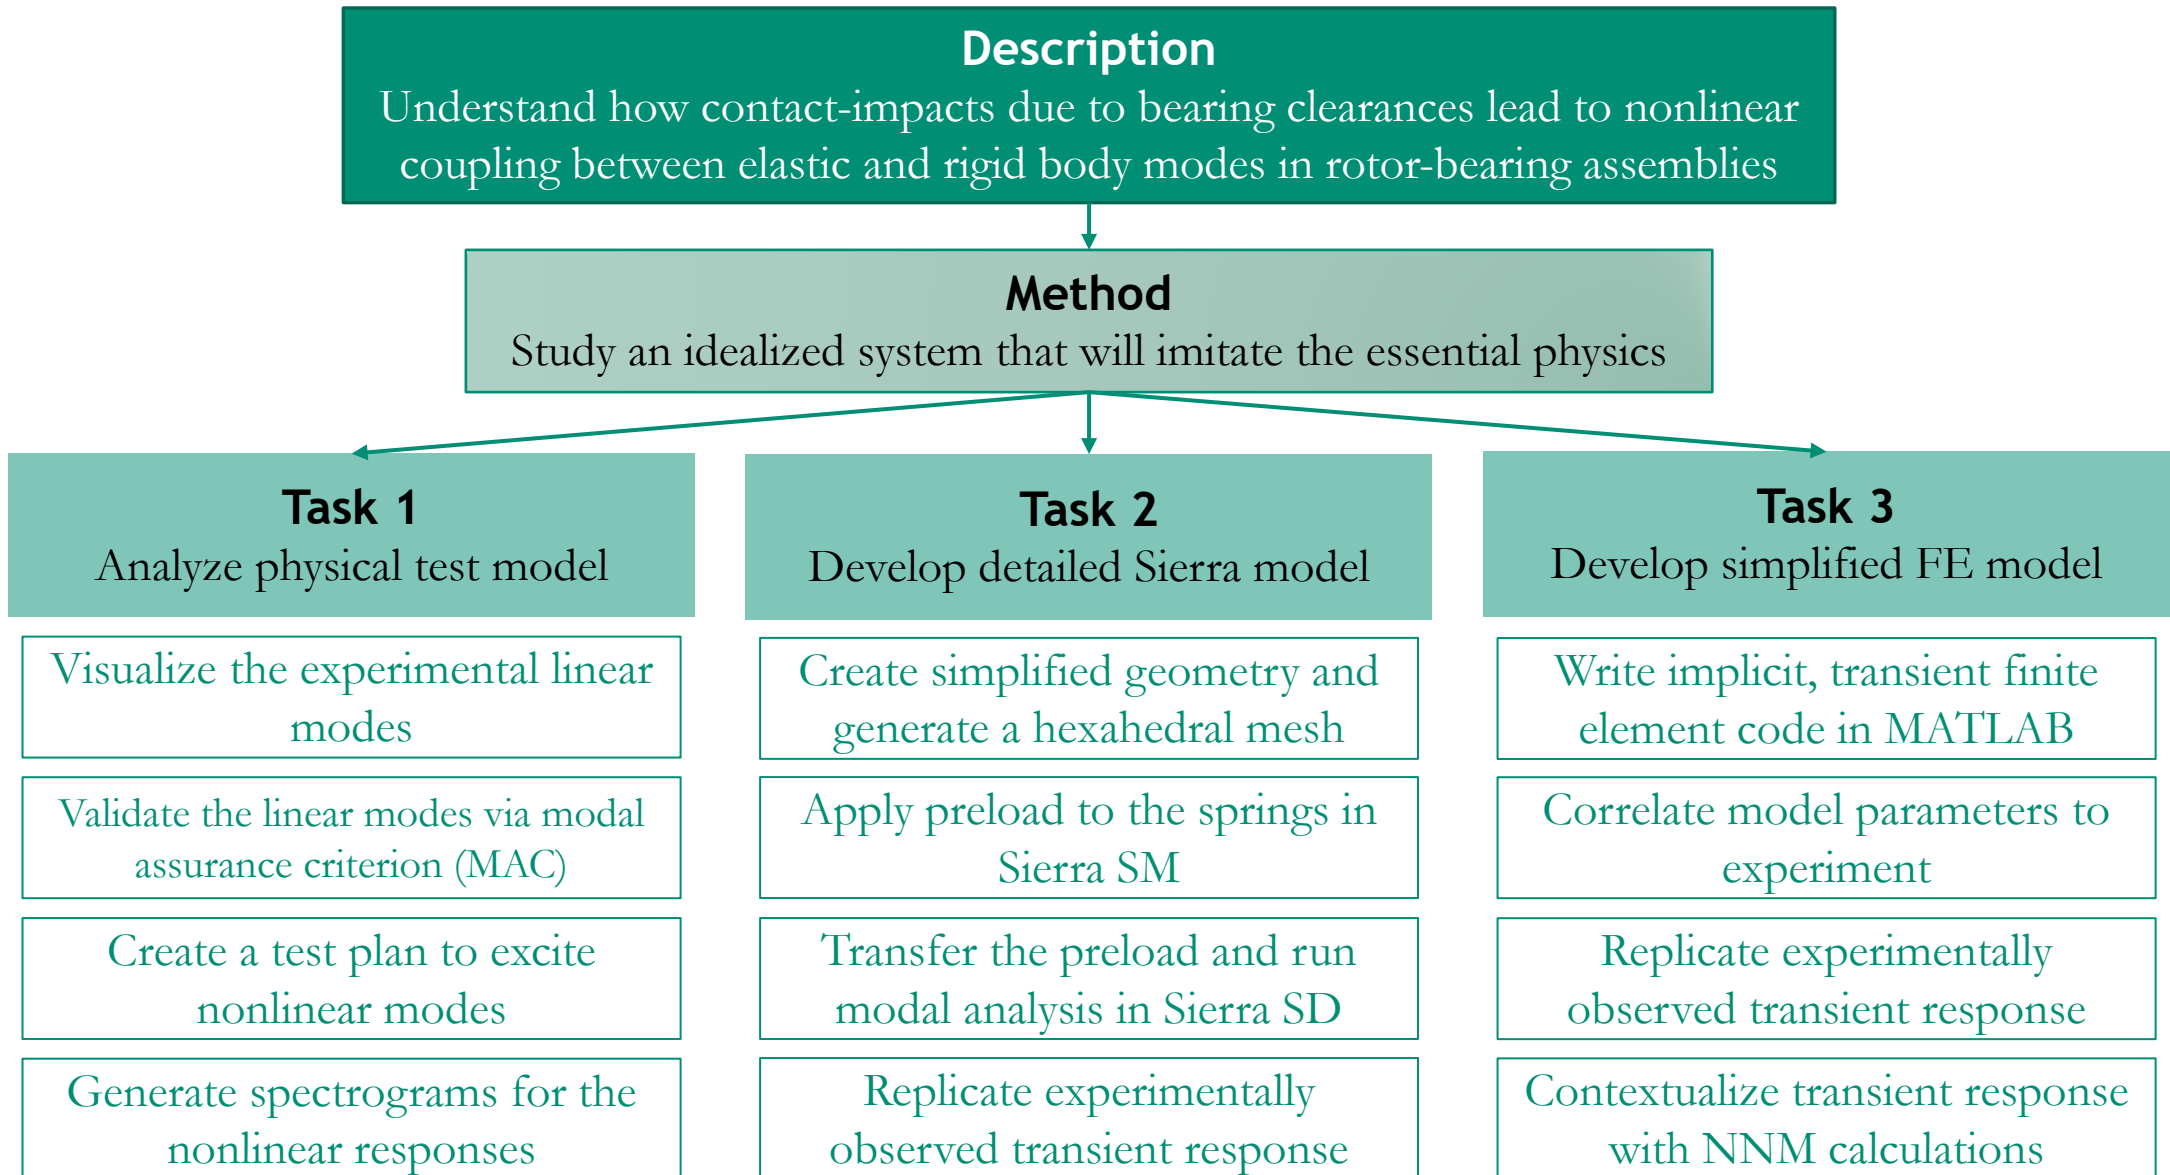 Description
Understand how contact-impacts due to bearing clearances lead to nonlinear
coupling between elastic and rigid body modes in rotor-bearing assemblies
Method
Study an idealized system that will imitate the essential physics
Task 1
Analyze physical test model
Visualize the experimental linear
modes
Validate the linear modes via modal
assurance criterion (MAC)
Create a test plan to excite
nonlinear modes
Generate spectrograms for the
nonlinear responses
Task 2
Develop detailed Sierra model
Create simplified geometry and
generate a hexahedral mesh
Apply preload to the springs in
Sierra SM
Transfer the preload and run
modal analysis in Sierra SD
Replicate experimentally
observed transient response
Task 3
Develop simplified FE model
Write implicit, transient finite
element code in MATLAB
Correlate model parameters to
experiment
Replicate experimentally
observed transient response
Contextualize transient response
with NNM calculations